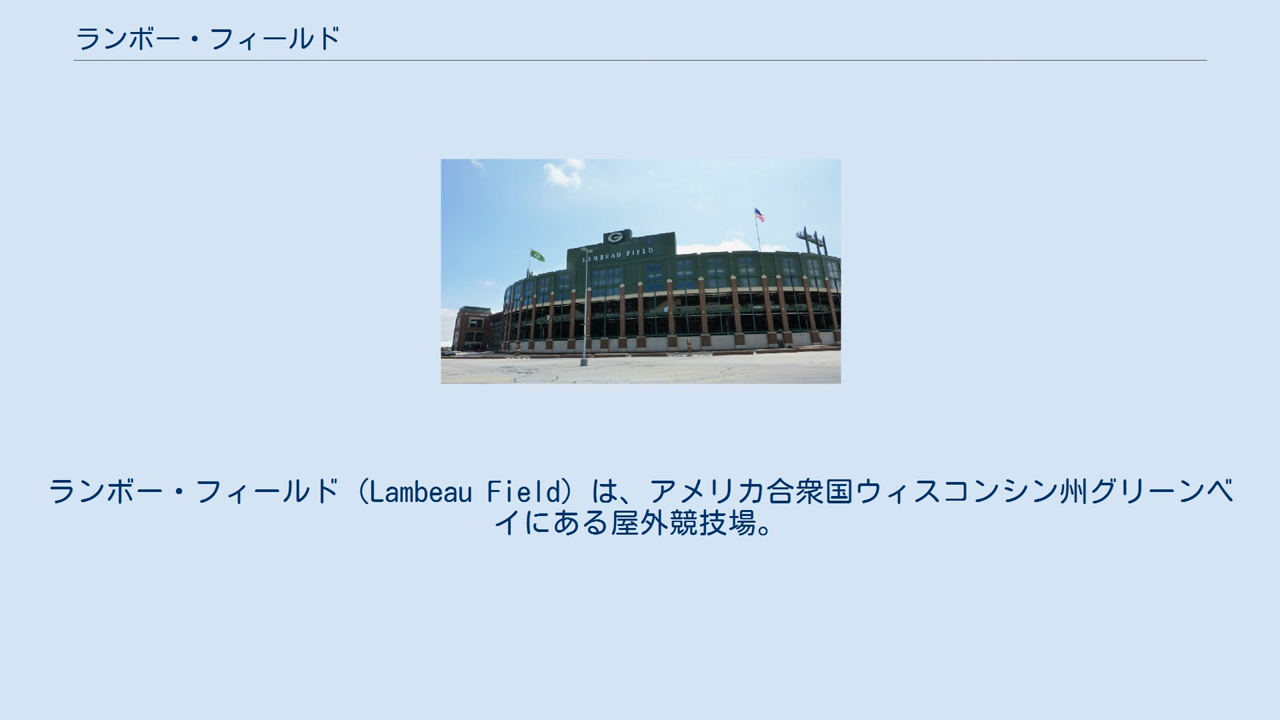 ランボー・フィールド
G
LAMBEAU FIELD
ランボー・フィールド（Lambeau Field）は、アメリカ合衆国ウィスコンシン州グリーンベ
イにある屋外競技場。